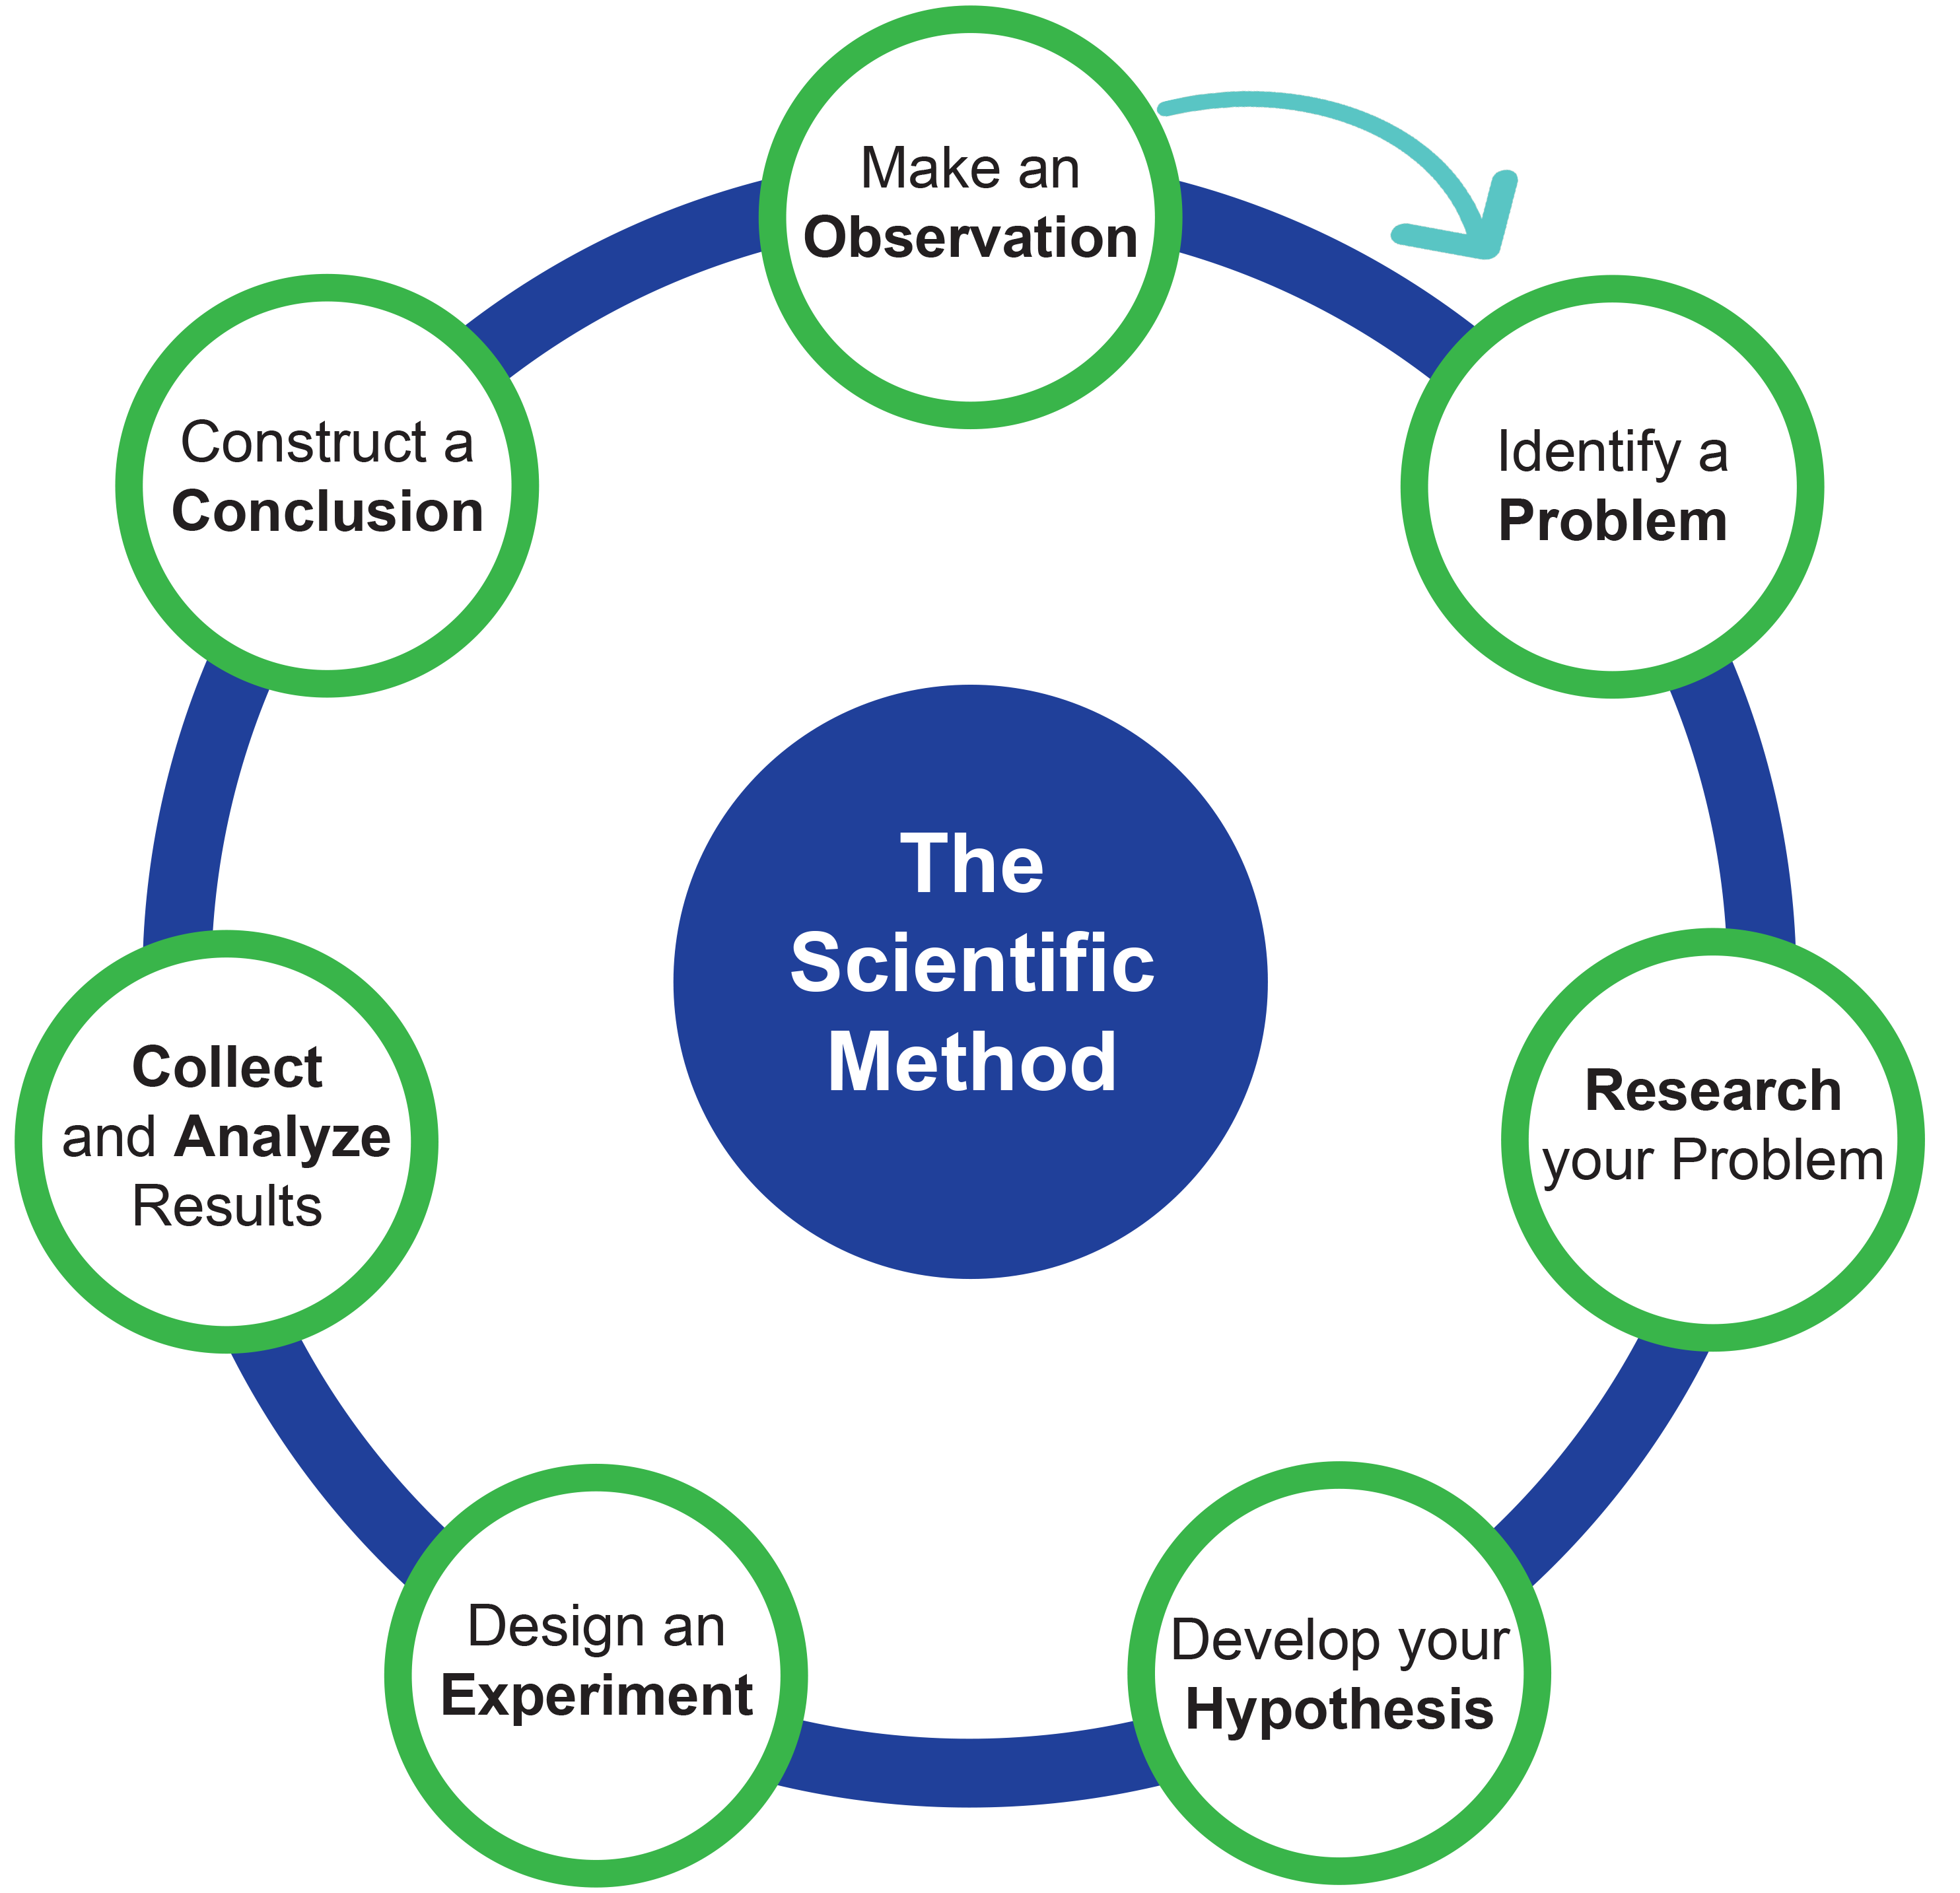 Make an
Observation
Identify a
Problem
Research
your Problem
Develop your
Hypothesis
Design an
Experiment
Collect
and Analyze
Results
Construct a
Conclusion
The
Scientific
Method